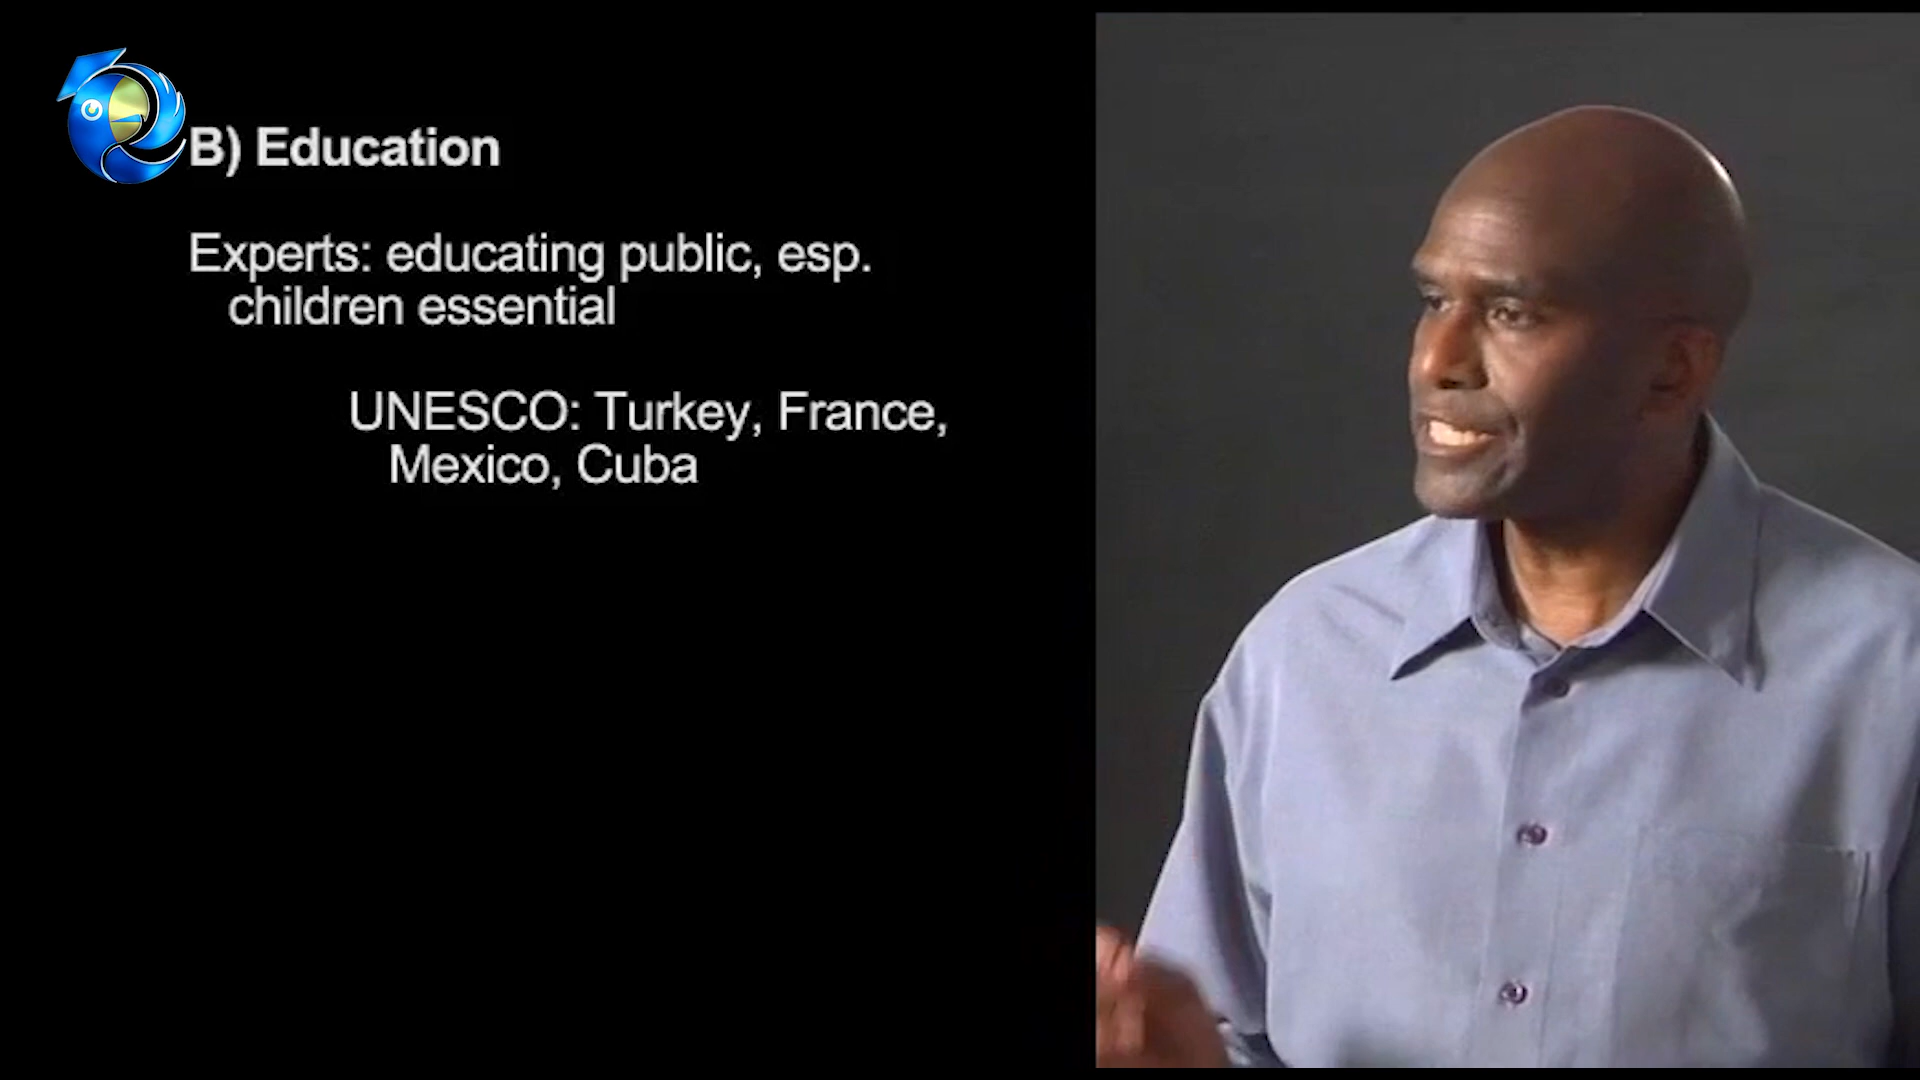 B) Education
Experts: educating public, esp.
children essential
UNESCO: Turkey, France,
Mexico, Cuba